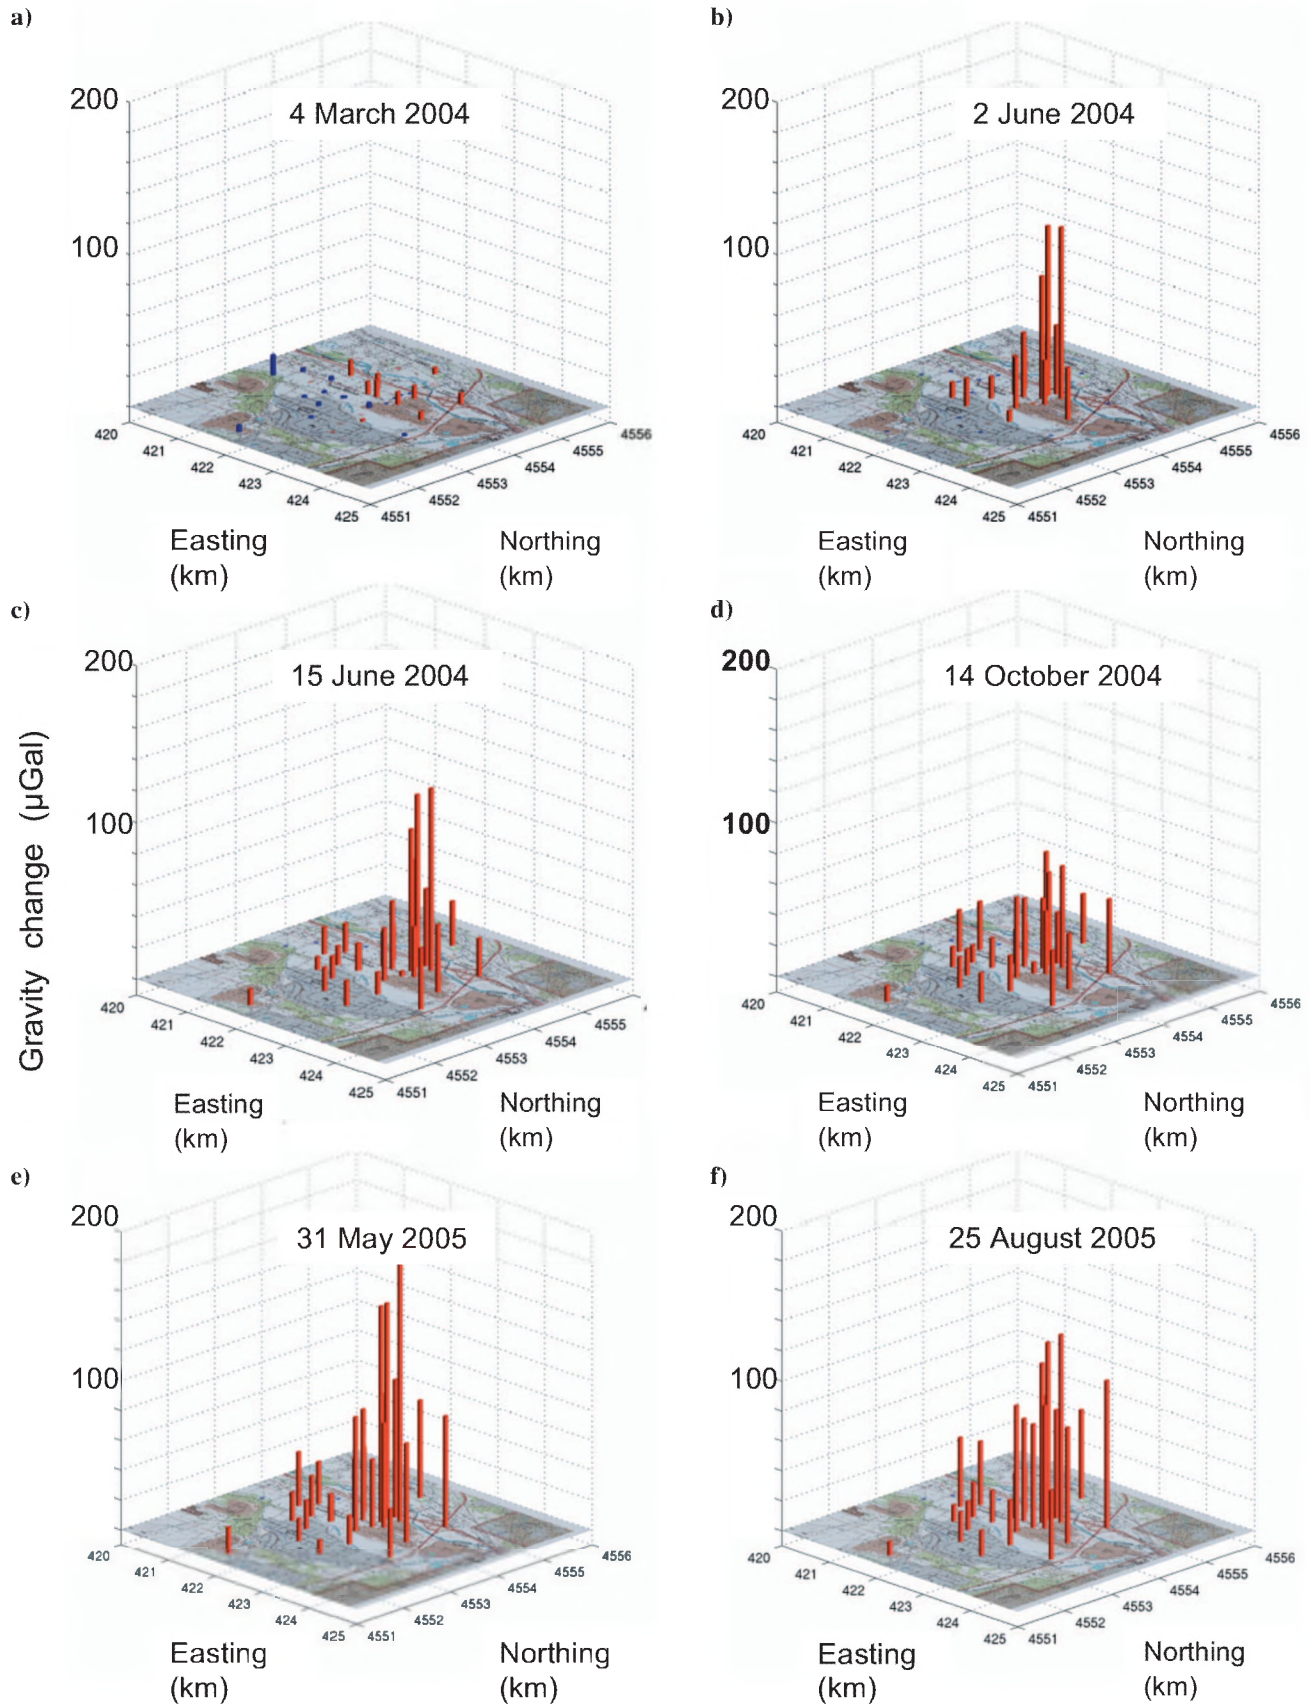 a)
4 March 2004
200
100
420
421
422
423
424
425
4551
4552
4553
4554
4555
4556
Easting
(km)
Northing
(km)
b)
2 June 2004
200
100
420
421
422
423
424
425
4551
4552
4553
4554
4555
4556
Easting
(km)
Northing
(km)
Gravity change (µGal)
c)
15 June 2004
200
100
420
421
422
423
424
425
4551
4552
4553
4554
4555
Easting
(km)
Northing
(km)
d)
14 October 2004
200
100
420
421
422
423
424
425
4551
4552
4553
4554
4555
4556
Easting
(km)
Northing
(km)
e)
31 May 2005
200
100
420
421
422
423
424
425
4551
4552
4553
4554
4555
4556
Easting
(km)
Northing
(km)
f)
25 August 2005
200
100
420
421
422
423
424
425
4551
4552
4553
4554
4555
4556
Easting
(km)
Northing
(km)